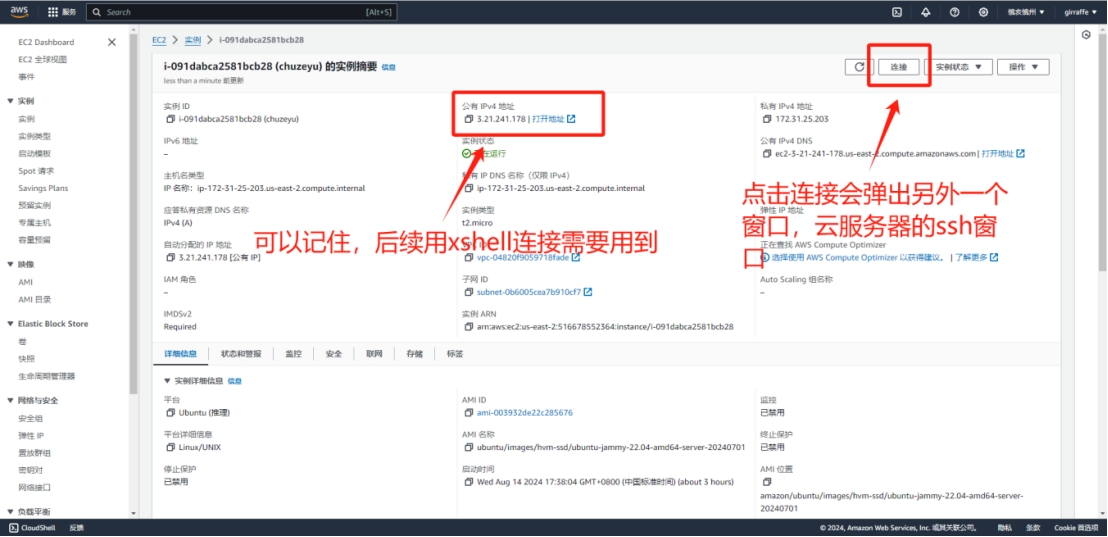 aws
服务
Search
[Alt+S]
俄亥俄州
girraffe
EC2 Dashboard
EC2 全球视图
事件
实例
实例
实例类型
启动模板
Spot 请求
Savings Plans
预留实例
专属主机
容量预留
映像
AMI
AMI 目录
Elastic Block Store
卷
快照
生命周期管理器
网络与安全
安全组
弹性 IP
置放群组
密钥对
网络接口
负载平衡
EC2
实例
i-091dabca2581bcb28
i-091dabca2581bcb28 (chuzeyu) 的实例摘要 信息
less than a minute 前更新
连接
实例状态
操作
实例 ID
i-091dabca2581bcb28 (chuzeyu)
公有 IPv4 地址
3.21.241.178 | 打开地址
私有 IPv4 地址
172.31.25.203
IPv6 地址
–
实例状态
在运行
公有 IPv4 DNS
ec2-3-21-241-178.us-east-2.compute.amazonaws.com | 打开地址
主机名类型
IP 名称: ip-172-31-25-203.us-east-2.compute.internal
有 IP DNS 名称（仅限 IPv4）
ip-172-31-25-203.us-east-2.compute.internal
点击连接会弹出另外一个
窗口，云服务器的ssh窗
口
应答私有资源 DNS 名称
IPv4 (A)
实例类型
t2.micro
弹性 IP 地址
可以记住，后续用xshell连接需要用到
自动分配的 IP 地址
3.21.241.178 [公有 IP]
vpc-04820f9059718fade
正在查找 AWS Compute Optimizer
选择使用 AWS Compute Optimizer 以获得建议。 | 了解更多
IAM 角色
–
子网 ID
subnet-0b6005cea7b910cf7
Auto Scaling 组名称
–
IMDSv2
Required
实例 ARN
arn:aws:ec2:us-east-2:516678552364:instance/i-091dabca2581bcb28
详细信息
状态和警报
监控
安全
联网
存储
标签
实例详细信息 信息
平台
Ubuntu (推理)
AMI ID
ami-003932de22c285676
监控
已禁用
平台详细信息
Linux/UNIX
AMI 名称
ubuntu/images/hvm-ssd/ubuntu-jammy-22.04-amd64-server-20240701
终止保护
已禁用
停止保护
已禁用
启动时间
Wed Aug 14 2024 17:38:04 GMT+0800 (中国标准时间) (about 3 hours)
AMI 位置
amazon/ubuntu/images/hvm-ssd/ubuntu-jammy-22.04-amd64-server-
20240701
CloudShell
反馈
© 2024, Amazon Web Services, Inc. 或其关联公司。
隐私
条款
Cookie 首选项